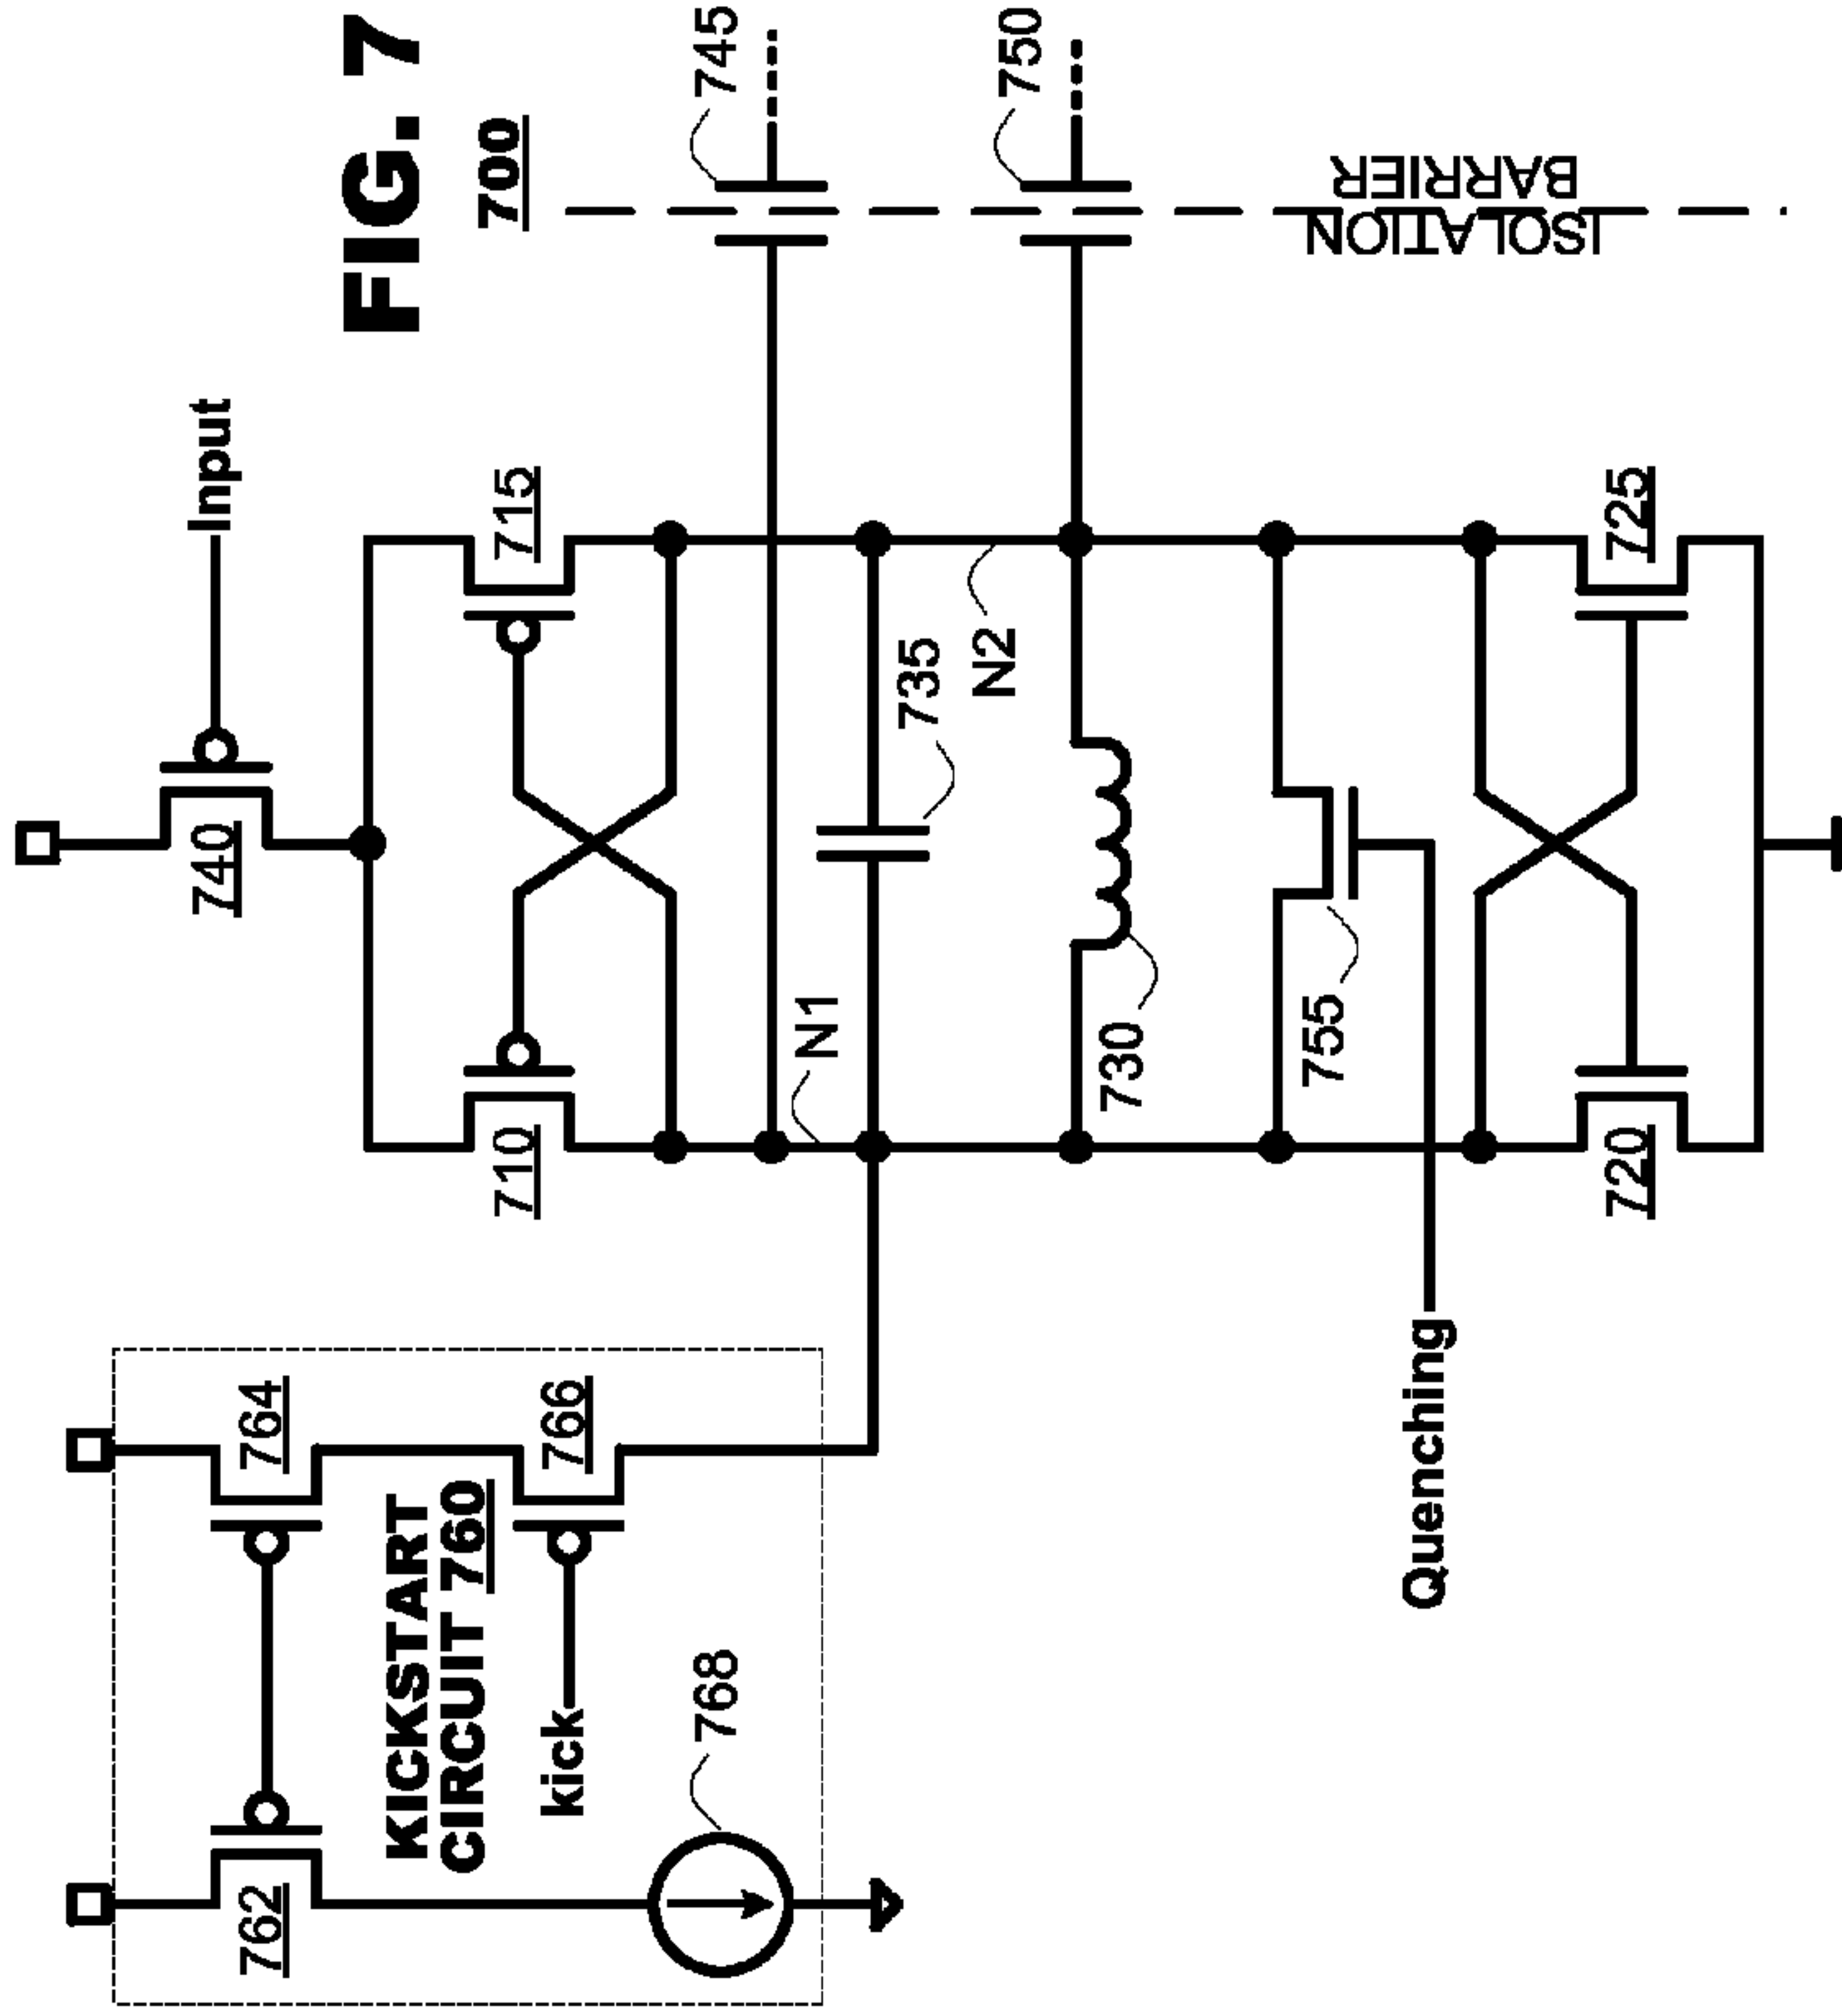 FIG. 7
700
Input
740
710
715
745
N1
735
N2
750
730
755
720
725
ISOLATION
BARRIER
Quenching
762
764
KICKSTART
CIRCUIT 760
766
kick
768